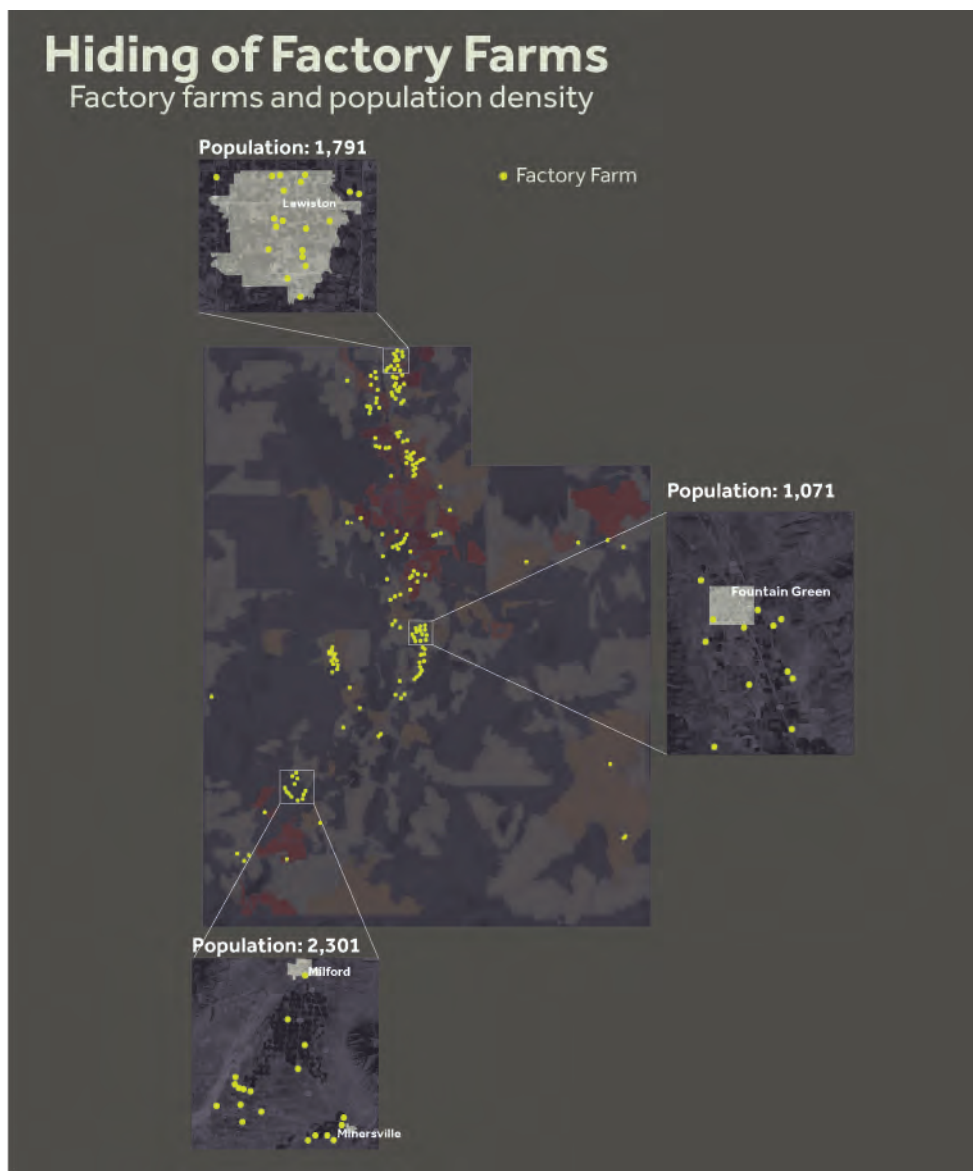 Hiding of Factory Farms
Factory farms and population density
Population: 1,791
Factory Farm
Lewiston
Population: 1,071
Fountain Green
Population: 2,301
Milford
Minersville